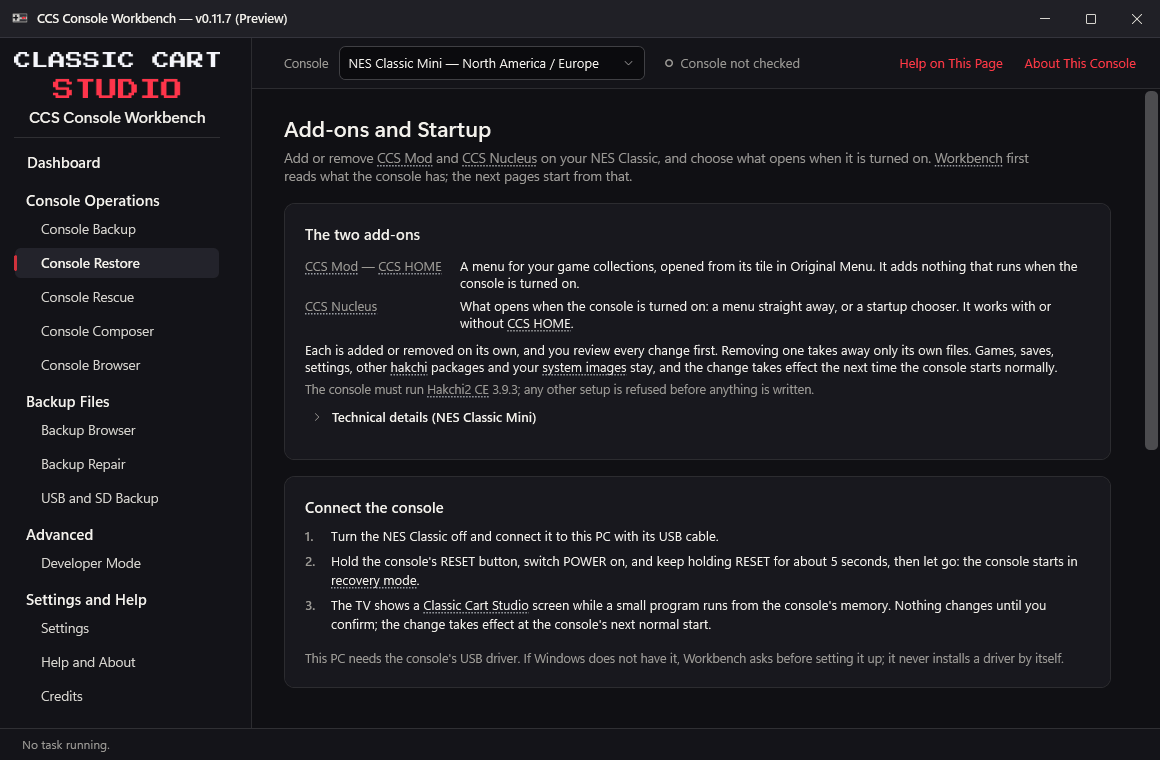 CCS Console Workbench — v0.11.7 (Preview)
CLASSIC CART
STUDIO
CCS Console Workbench
Dashboard
Console Operations
Console Backup
Console Restore
Console Rescue
Console Composer
Console Browser
Backup Files
Backup Browser
Backup Repair
USB and SD Backup
Advanced
Developer Mode
Settings and Help
Settings
Help and About
Credits
Console
NES Classic Mini — North America / Europe
Console not checked
Help on This Page
About This Console
Add-ons and Startup
Add or remove CCS Mod and CCS Nucleus on your NES Classic, and choose what opens when it is turned on. Workbench first
reads what the console has; the next pages start from that.
The two add-ons
CCS Mod — CCS HOME
A menu for your game collections, opened from its tile in Original Menu. It adds nothing that runs when the
console is turned on.
CCS Nucleus
What opens when the console is turned on: a menu straight away, or a startup chooser. It works with or
without CCS HOME.
Each is added or removed on its own, and you review every change first. Removing one takes away only its own files. Games, saves,
settings, other hakchi packages and your system images stay, and the change takes effect the next time the console starts normally.
The console must run Hakchi2 CE 3.9.3; any other setup is refused before anything is written.
Technical details (NES Classic Mini)
Connect the console
1. Turn the NES Classic off and connect it to this PC with its USB cable.
2. Hold the console's RESET button, switch POWER on, and keep holding RESET for about 5 seconds, then let go: the console starts in
recovery mode.
3. The TV shows a Classic Cart Studio screen while a small program runs from the console's memory. Nothing changes until you
confirm; the change takes effect at the console's next normal start.
This PC needs the console's USB driver. If Windows does not have it, Workbench asks before setting it up; it never installs a driver by itself.
No task running.